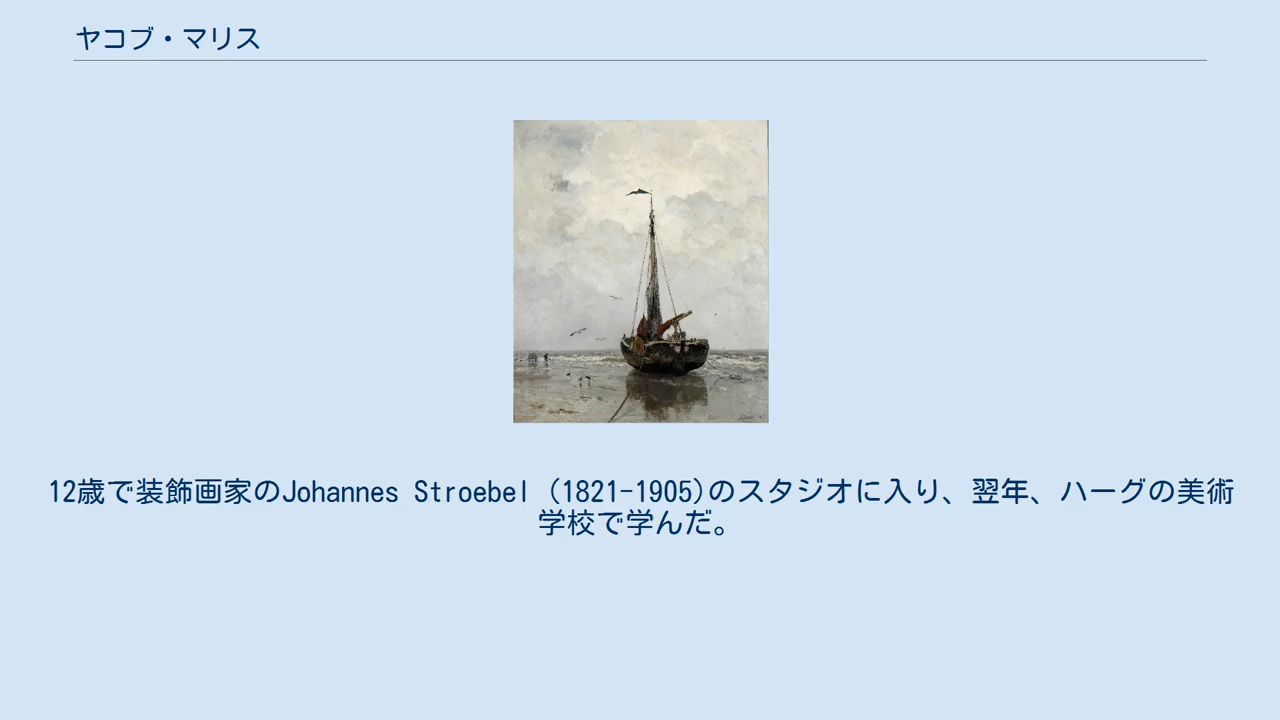 ヤコブ・マリス
12歳で装飾画家のJohannes Stroebel (1821-1905)のスタジオに入り、翌年、ハーグの美術
学校で学んだ。